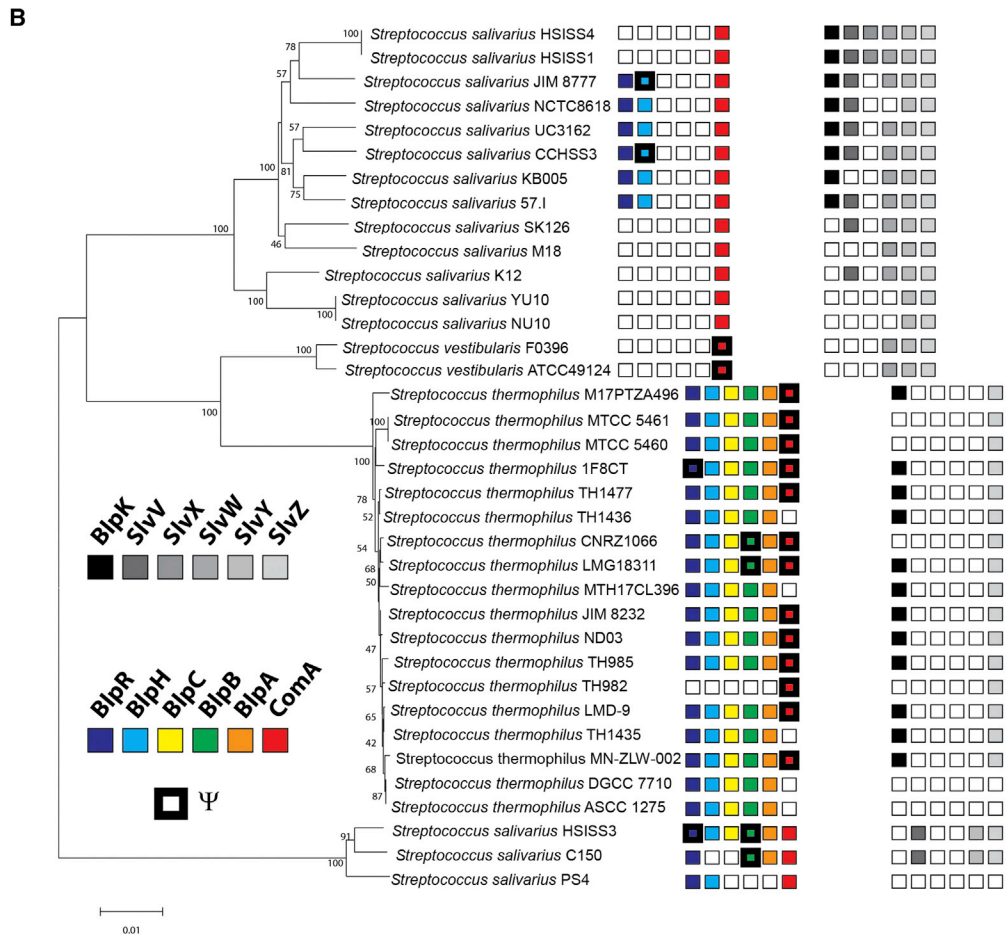 B
100
Streptococcus salivarius HSISS4
78
Streptococcus salivarius HSISS1
57
Streptococcus salivarius JIM 8777
Streptococcus salivarius NCTC8618
57
Streptococcus salivarius UC3162
100
81
Streptococcus salivarius CCHSS3
75
Streptococcus salivarius KB005
Streptococcus salivarius 57.I
100
46
Streptococcus salivarius SK126
Streptococcus salivarius M18
100
Streptococcus salivarius K12
100
Streptococcus salivarius YU10
Streptococcus salivarius NU10
100
Streptococcus vestibularis F0396
Streptococcus vestibularis ATCC49124
100
Streptococcus thermophilus M17PTZA496
100
Streptococcus thermophilus MTCC 5461
Streptococcus thermophilus MTCC 5460
100
Streptococcus thermophilus 1F8CT
78
Streptococcus thermophilus TH1477
52
Streptococcus thermophilus TH1436
54
Streptococcus thermophilus CNRZ1066
68
Streptococcus thermophilus LMG18311
50
Streptococcus thermophilus MTH17CL396
Streptococcus thermophilus JIM 8232
47
Streptococcus thermophilus ND03
Streptococcus thermophilus TH985
57
Streptococcus thermophilus TH982
65
Streptococcus thermophilus LMD-9
42
Streptococcus thermophilus TH1435
68
Streptococcus thermophilus MN-ZLW-002
87
Streptococcus thermophilus DGCC 7710
Streptococcus thermophilus ASCC 1275
91
Streptococcus salivarius HSISS3
100
Streptococcus salivarius C150
Streptococcus salivarius PS4
BlpK SlvV SlvX SlvW SlvY SlvZ
BlpR BlpH BlpC BlpB BlpA ComA
Ψ
0.01